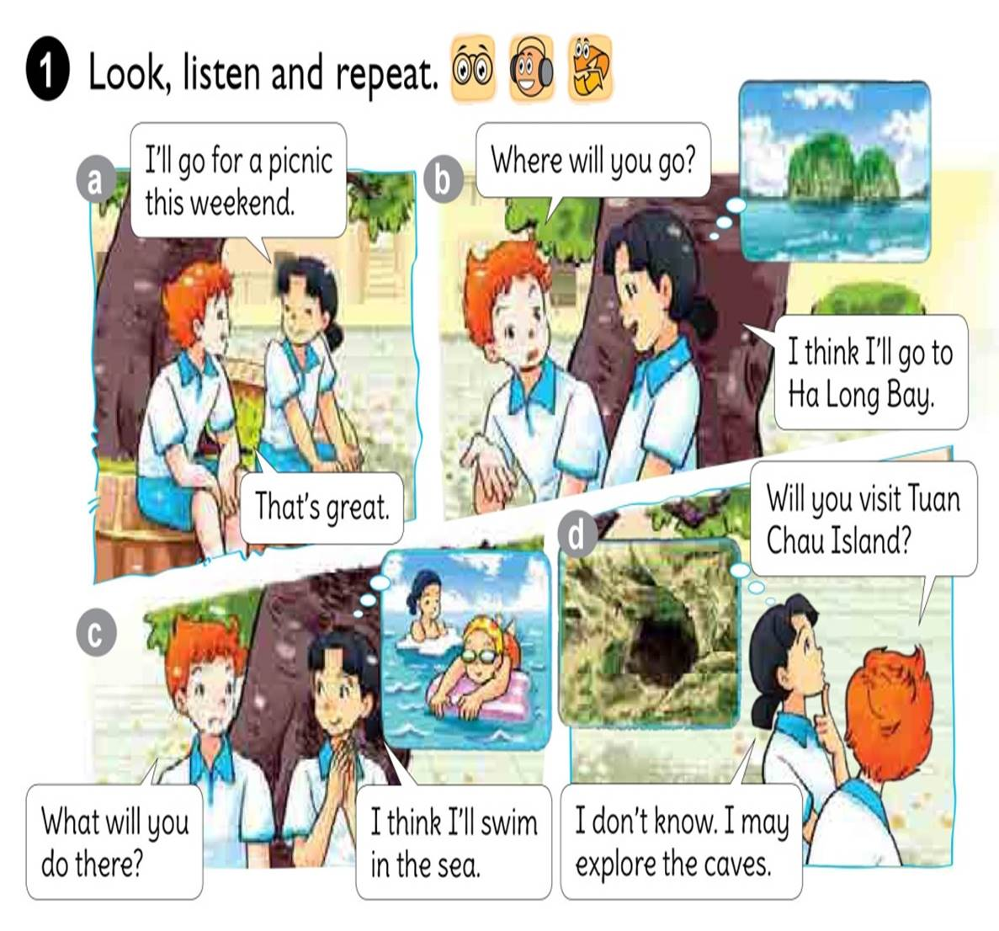 1 Look, listen and repeat.
a
I'll go for a picnic
this weekend.
That's great.
b
Where will you go?
I think I'll go to
Ha Long Bay.
c
What will you
do there?
I think I'll swim
in the sea.
d
Will you visit Tuan
Chau Island?
I don't know. I may
explore the caves.